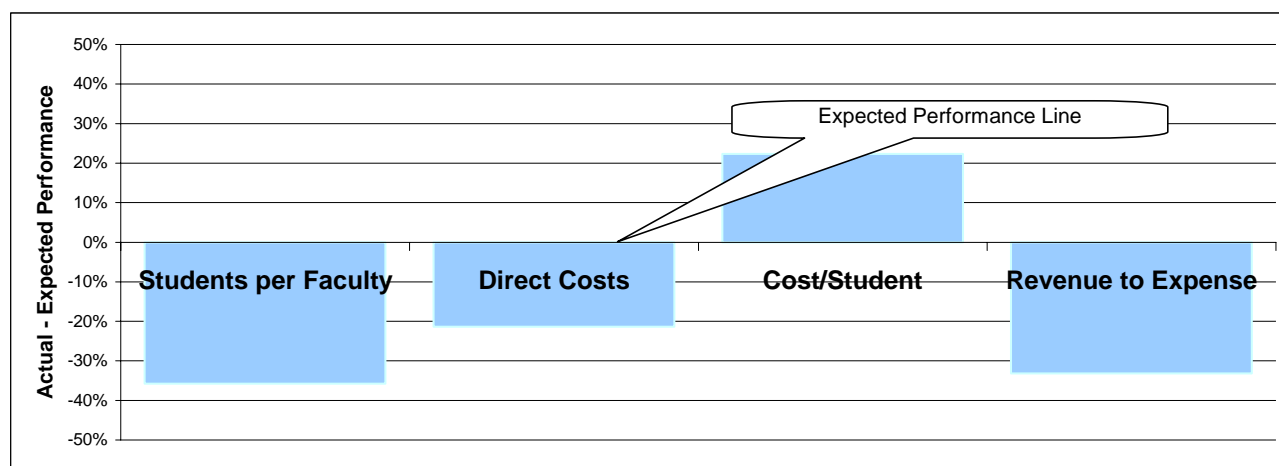 50%
40%
30%
20%
10%
0%
-10%
-20%
-30%
-40%
-50%
Actual - Expected Performance
Expected Performance Line
Students per Faculty
Direct Costs
Cost/Student
Revenue to Expense